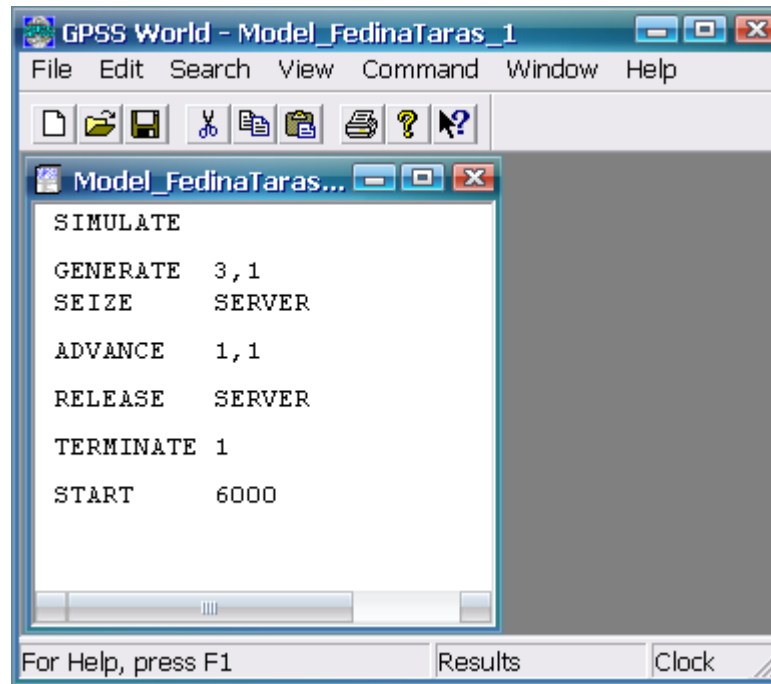 GPSS World - Model_FedinaTaras_1
File Edit Search View Command Window Help
Model_FedinaTaras...
SIMULATE
GENERATE 3,1
SEIZE SERVER
ADVANCE 1,1
RELEASE SERVER
TERMINATE 1
START 6000
For Help, press F1 Results Clock